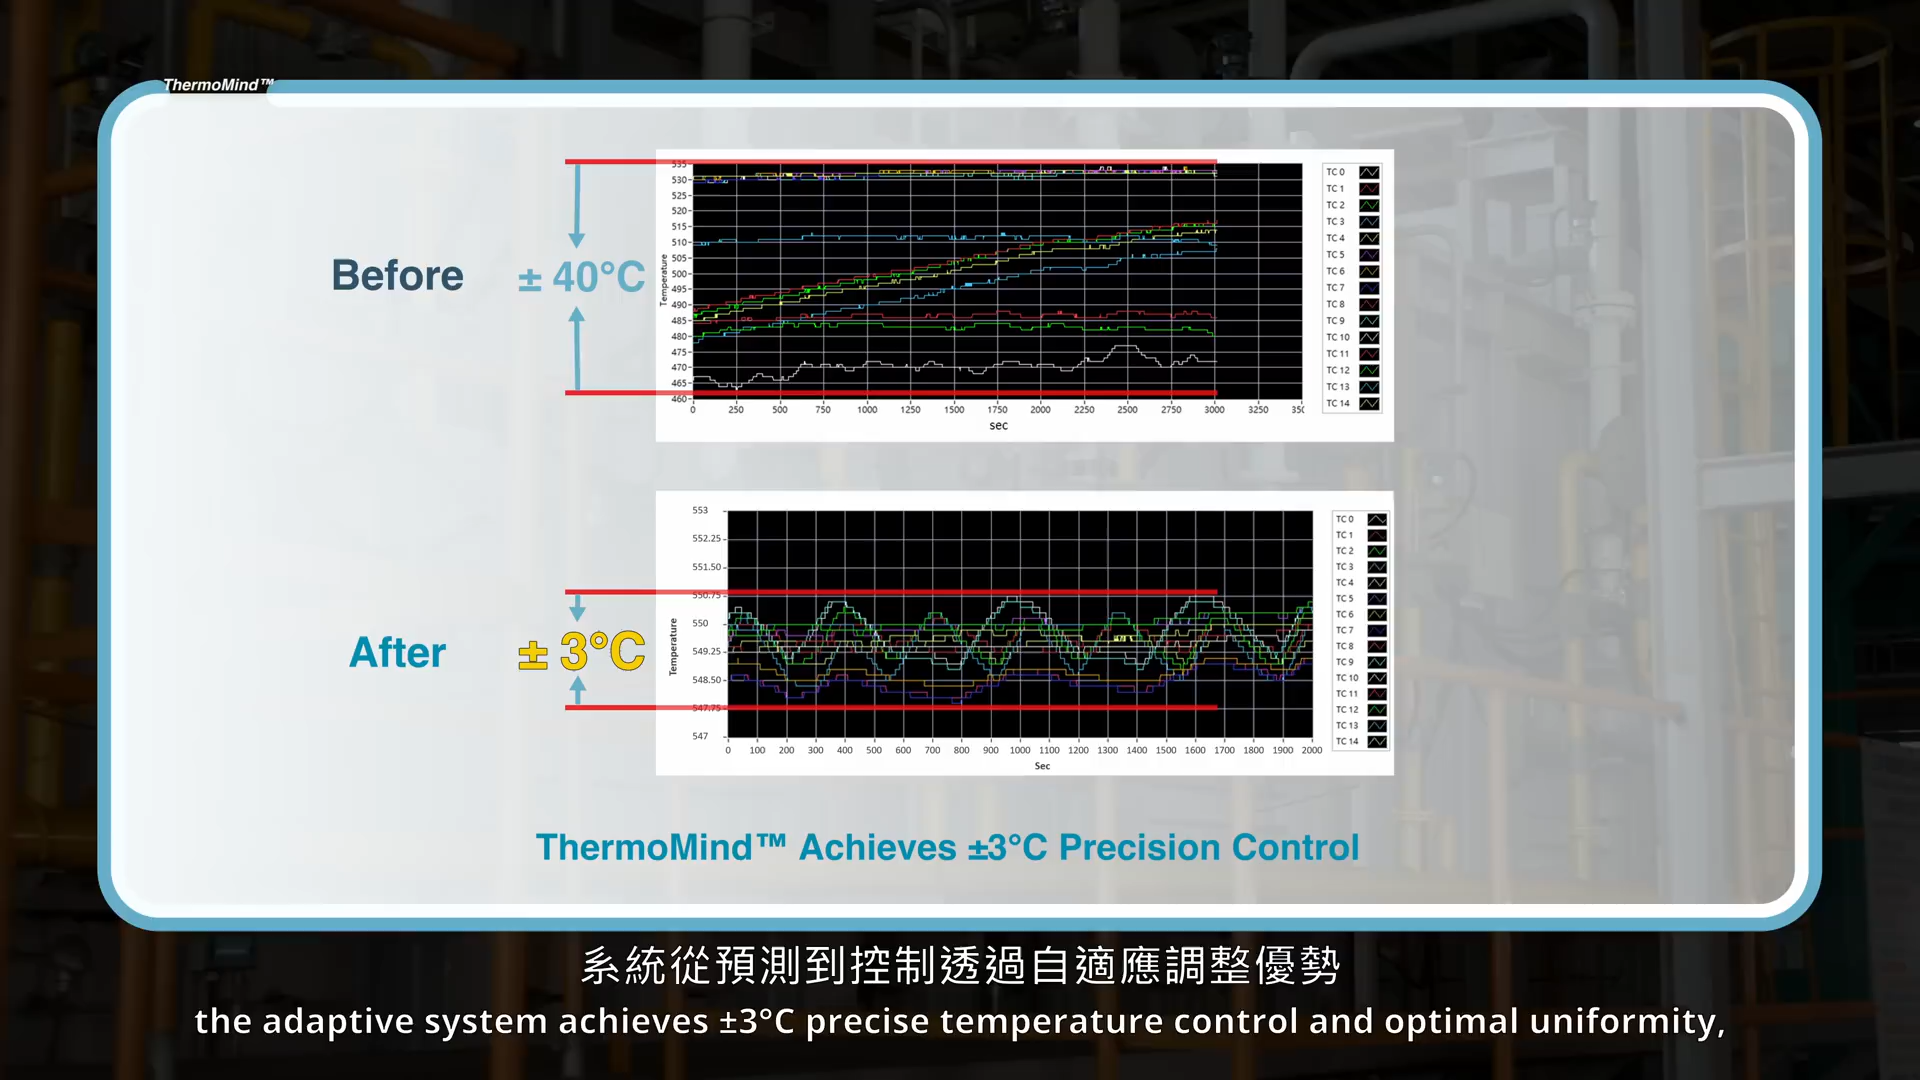 ThermoMind™
Before
± 40°C
535
530
525
520
515
510
505
500
495
490
485
480
475
470
465
460
Temperature
0 250 500 750 1000 1250 1500 1750 2000 2250 2500 2750 3000 3250
sec
TC 0
TC 1
TC 2
TC 3
TC 4
TC 5
TC 6
TC 7
TC 8
TC 9
TC 10
TC 11
TC 12
TC 13
TC 14
After
± 3°C
553
552.25
551.50
550.75
550
549.25
548.50
547.75
547
Temperature
0 100 200 300 400 500 600 700 800 900 1000 1100 1200 1300 1400 1500 1600 1700 1800 1900 2000
Sec
TC 0
TC 1
TC 2
TC 3
TC 4
TC 5
TC 6
TC 7
TC 8
TC 9
TC 10
TC 11
TC 12
TC 13
TC 14
ThermoMind™ Achieves ±3°C Precision Control
系統從預測到控制透過自適應調整優勢
the adaptive system achieves ±3°C precise temperature control and optimal uniformity,